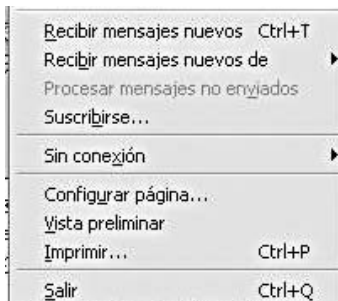 Recibir mensajes nuevos Ctrl+T
Recibir mensajes nuevos de
Procesar mensajes no enviados
Suscribirse...
Sin conexión
Configurar página...
Vista preliminar
Imprimir... Ctrl+P
Salir Ctrl+Q